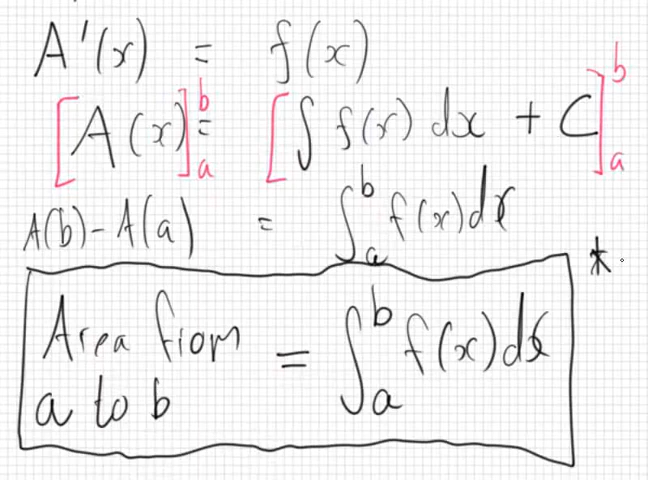 A'(x) = f(x)
[A(x)]ᵇₐ = [∫ f(x) dx + C]ᵇₐ
A(b) - A(a) = ∫ₐᵇ f(x)dx
*
Area from
a to b = ∫ₐᵇ f(x)dx